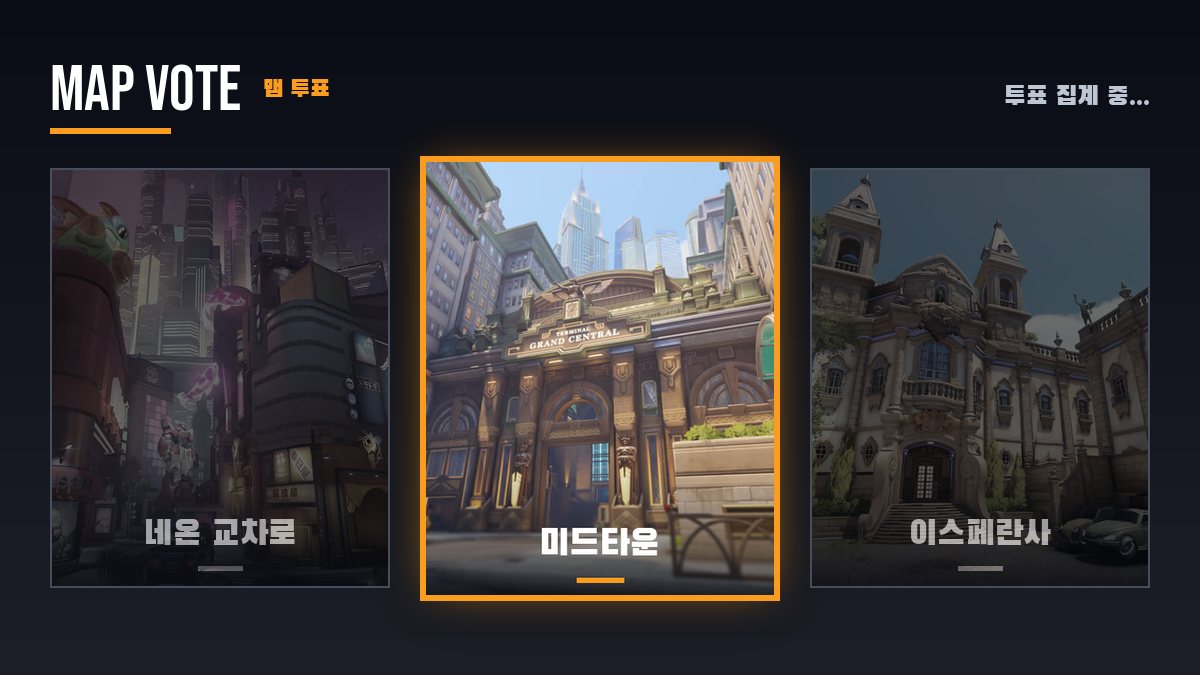 MAP VOTE 맵 투표
투표 집계 중...
TERMINAL
GRAND CENTRAL
네온 교차로
미드타운
이스페란사